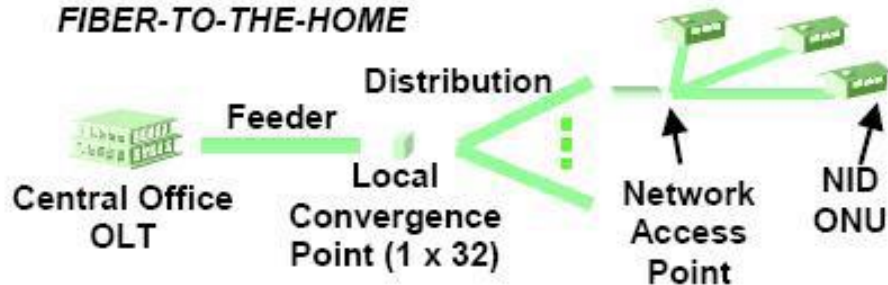 FIBER-TO-THE-HOME
Distribution
Feeder
Central Office
OLT
Local
Convergence
Point (1 x 32)
Network
Access
Point
NID
ONU